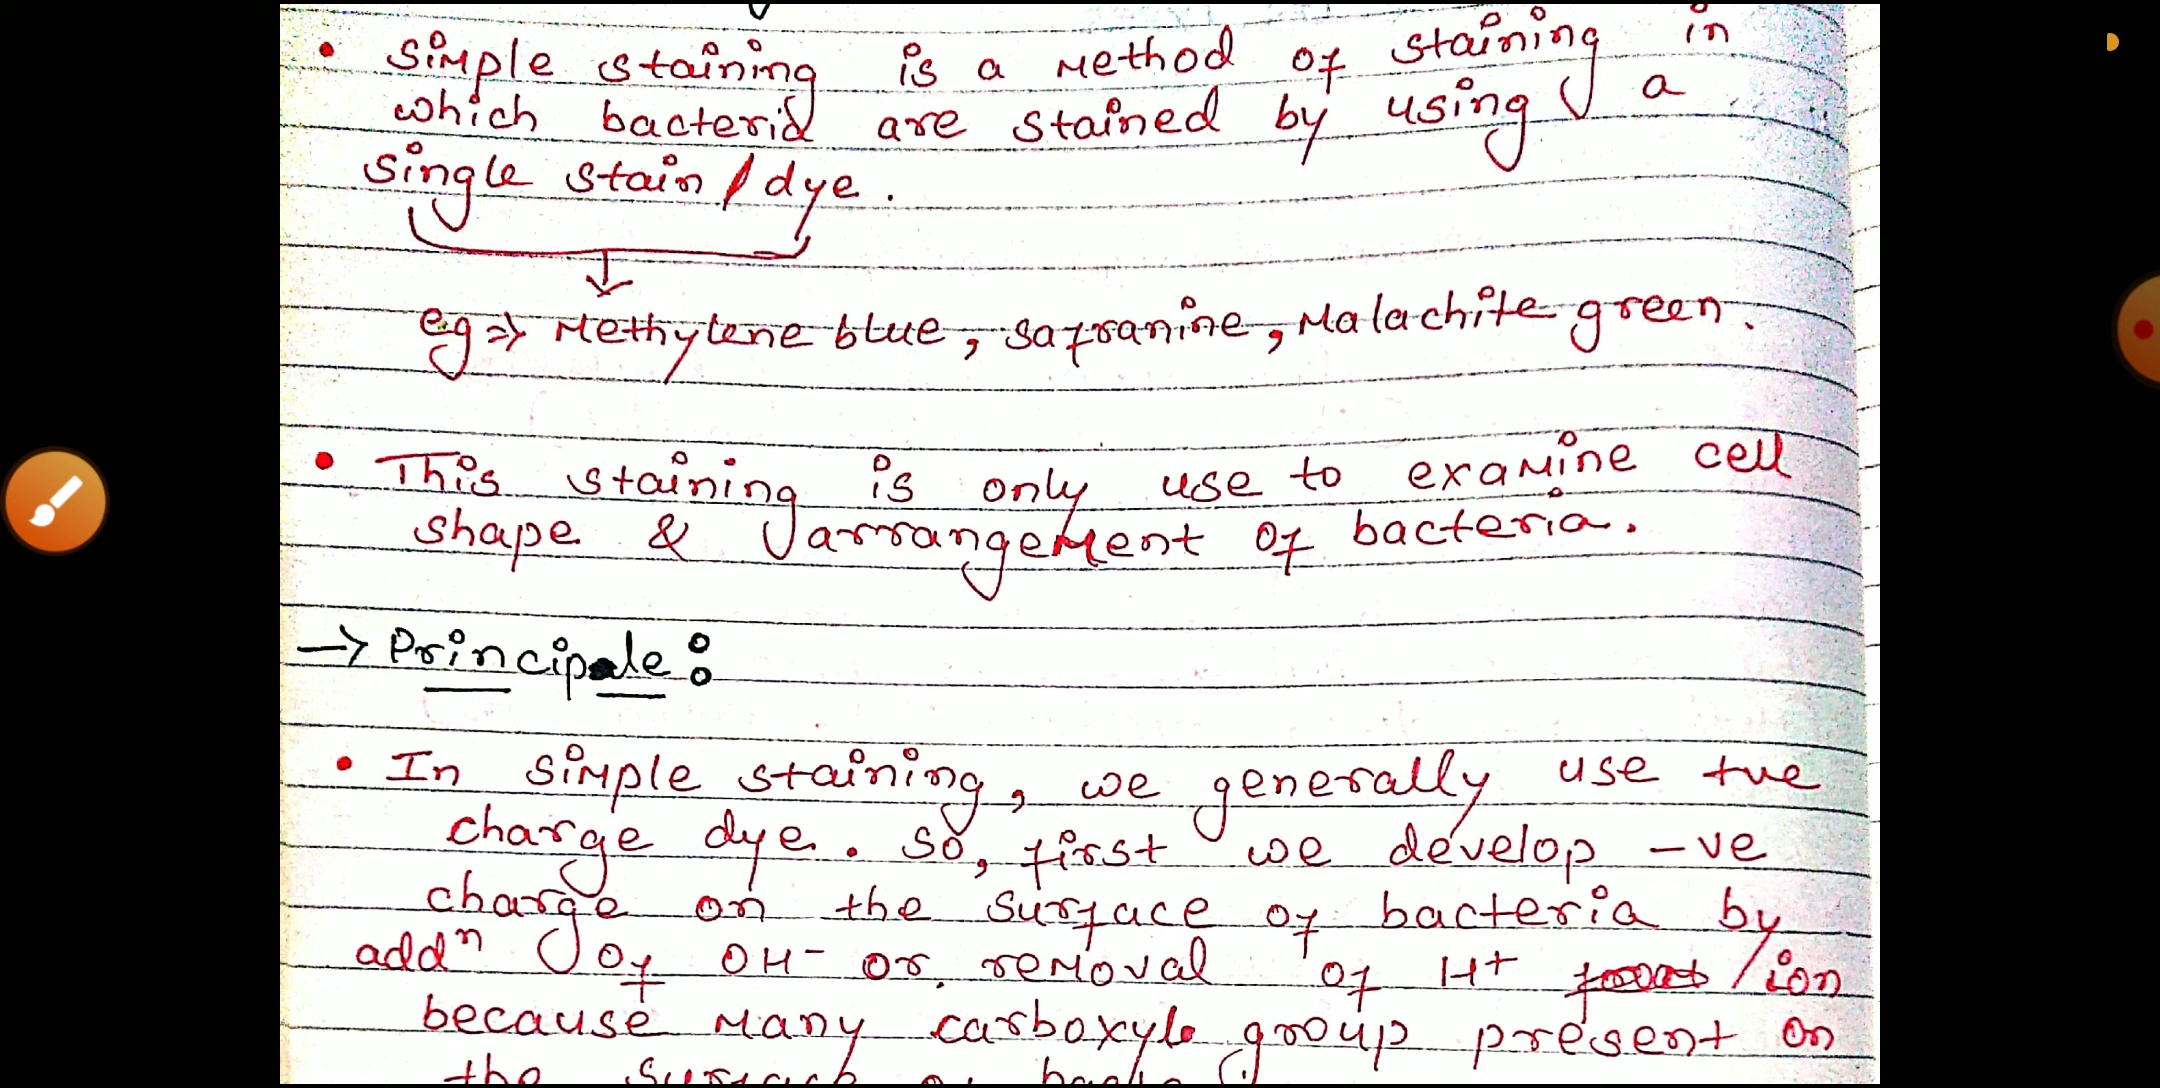 • Simple staining is a method of staining in
which bacteria are stained by using a
single stain / dye.
eg ⇒ Methylene blue, safranine, Malachite green.
• This staining is only use to examine cell
shape & arrangement of bacteria.
→ Principle :
• In simple staining, we generally use +ve
charge dye. So, first we develop -ve
charge on the surface of bacteria by
addⁿ of OH⁻ or removal of H+ / ion
because many carboxyl group present on
the